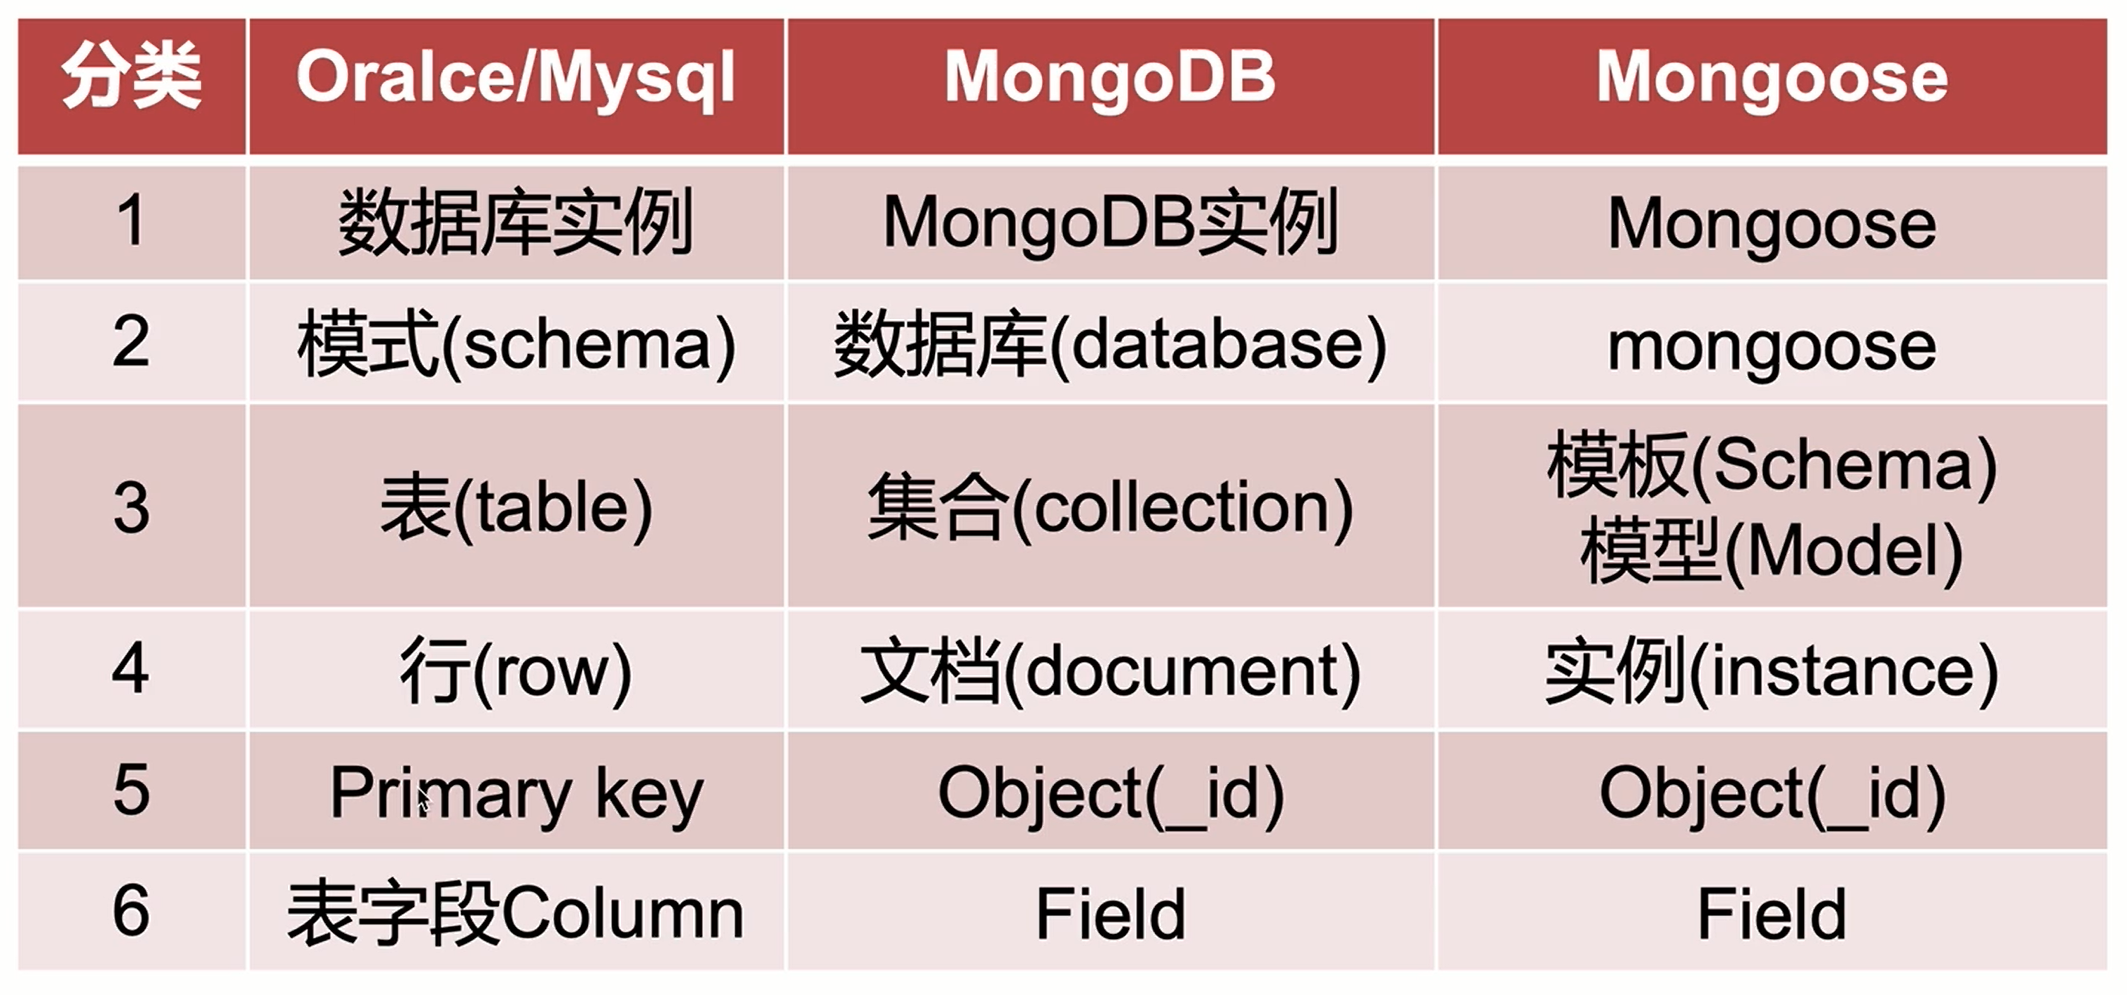 分类 Oralce/Mysql MongoDB Mongoose
1 数据库实例 MongoDB实例 Mongoose
2 模式(schema) 数据库(database) mongoose
3 表(table) 集合(collection) 模板(Schema)
模型(Model)
4 行(row) 文档(document) 实例(instance)
5 Primary key Object(_id) Object(_id)
6 表字段Column Field Field